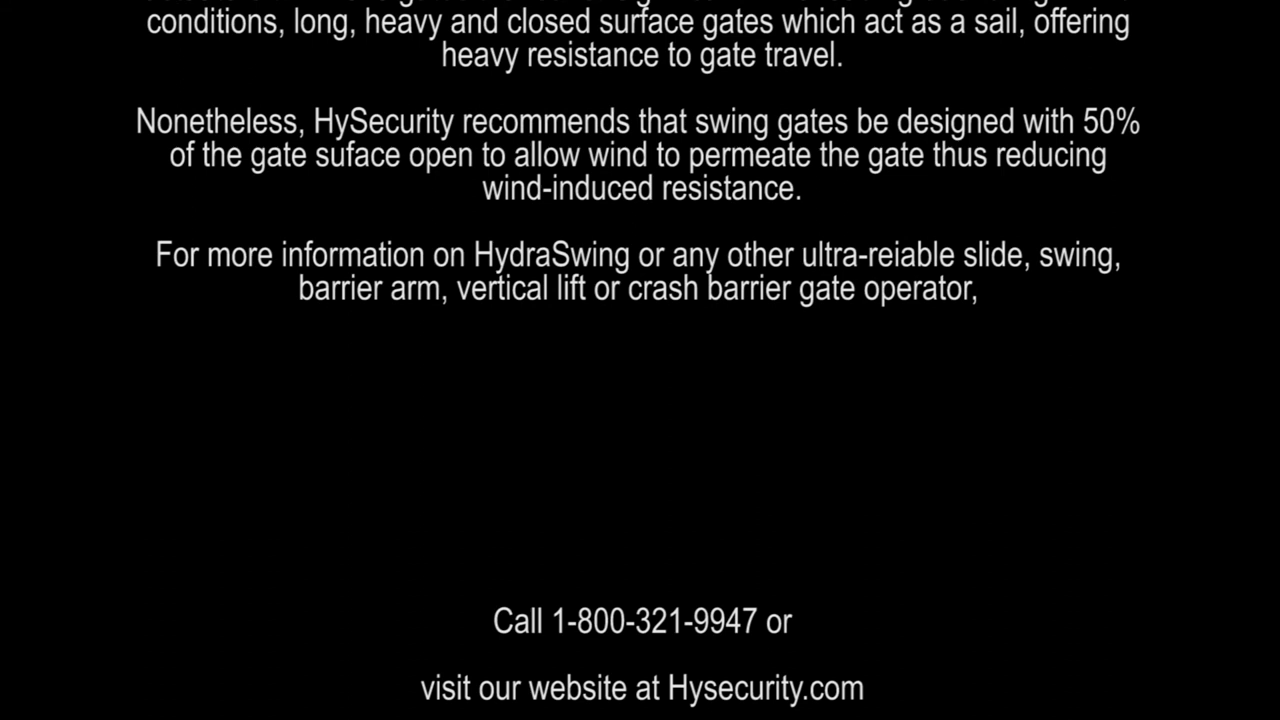 conditions, long, heavy and closed surface gates which act as a sail, offering
heavy resistance to gate travel.
Nonetheless, HySecurity recommends that swing gates be designed with 50%
of the gate suface open to allow wind to permeate the gate thus reducing
wind-induced resistance.
For more information on HydraSwing or any other ultra-reiable slide, swing,
barrier arm, vertical lift or crash barrier gate operator,
Call 1-800-321-9947 or
visit our website at Hysecurity.com